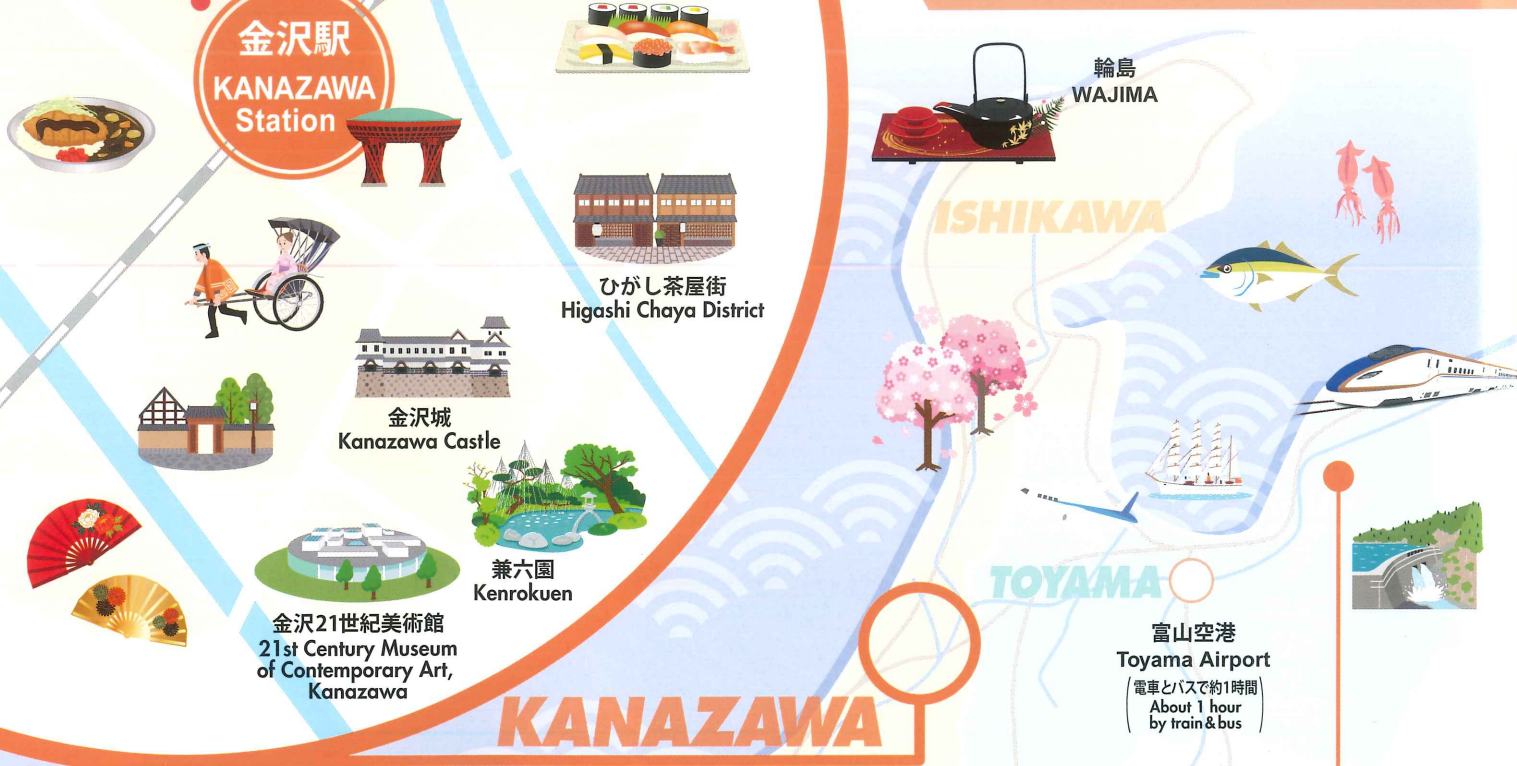 金沢駅
KANAZAWA
Station
輪島
WAJIMA
ISHIKAWA
ひがし茶屋街
Higashi Chaya District
金沢城
Kanazawa Castle
兼六園
Kenrokuen
金沢21世紀美術館
21st Century Museum
of Contemporary Art,
Kanazawa
KANAZAWA
TOYAMA
富山空港
Toyama Airport
(電車とバスで約1時間
About 1 hour
by train&bus)